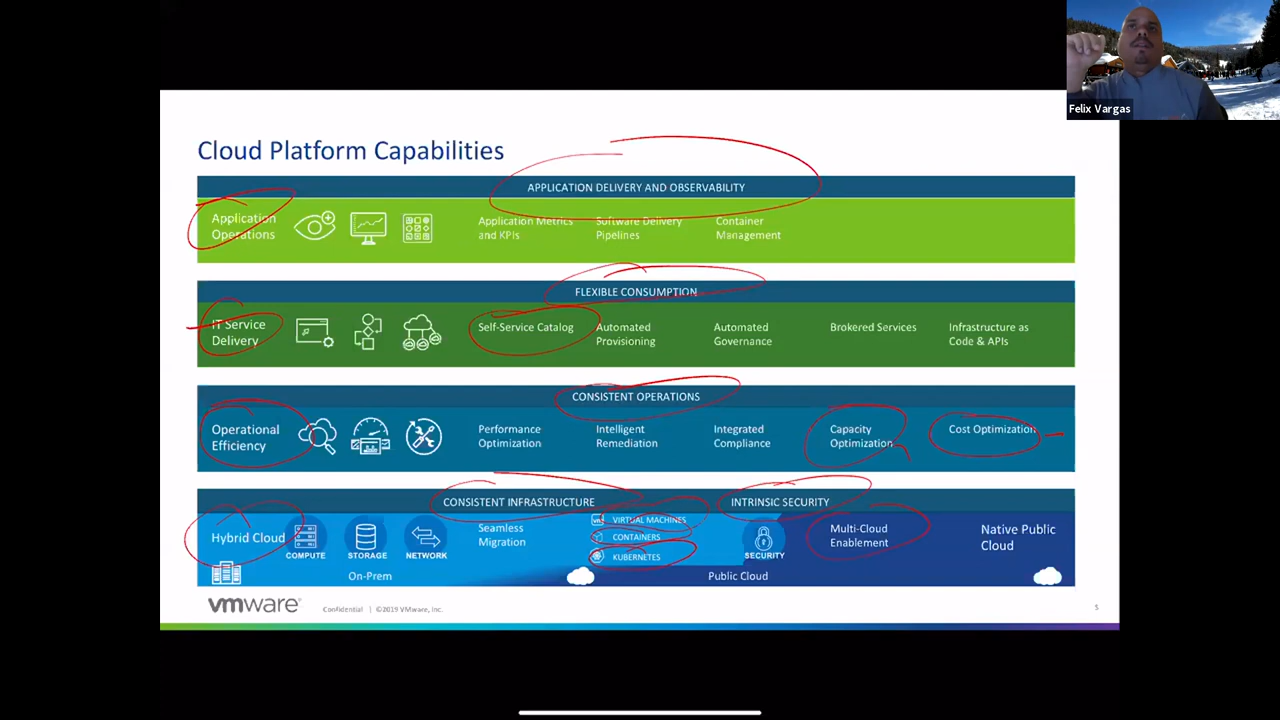 Felix Vargas
Cloud Platform Capabilities
APPLICATION DELIVERY AND OBSERVABILITY
Application
Operations
Application Metrics
and KPIs
Software Delivery
Pipelines
Container
Management
FLEXIBLE CONSUMPTION
IT Service
Delivery
Self-Service Catalog
Automated
Provisioning
Automated
Governance
Brokered Services
Infrastructure as
Code & APIs
CONSISTENT OPERATIONS
Operational
Efficiency
Performance
Optimization
Intelligent
Remediation
Integrated
Compliance
Capacity
Optimization
Cost Optimization
CONSISTENT INFRASTRUCTURE
INTRINSIC SECURITY
Hybrid Cloud
COMPUTE
STORAGE
NETWORK
Seamless
Migration
VIRTUAL MACHINES
CONTAINERS
KUBERNETES
SECURITY
Multi-Cloud
Enablement
Native Public
Cloud
On-Prem
Public Cloud
vmware®
Confidential | ©2019 VMware, Inc.
5